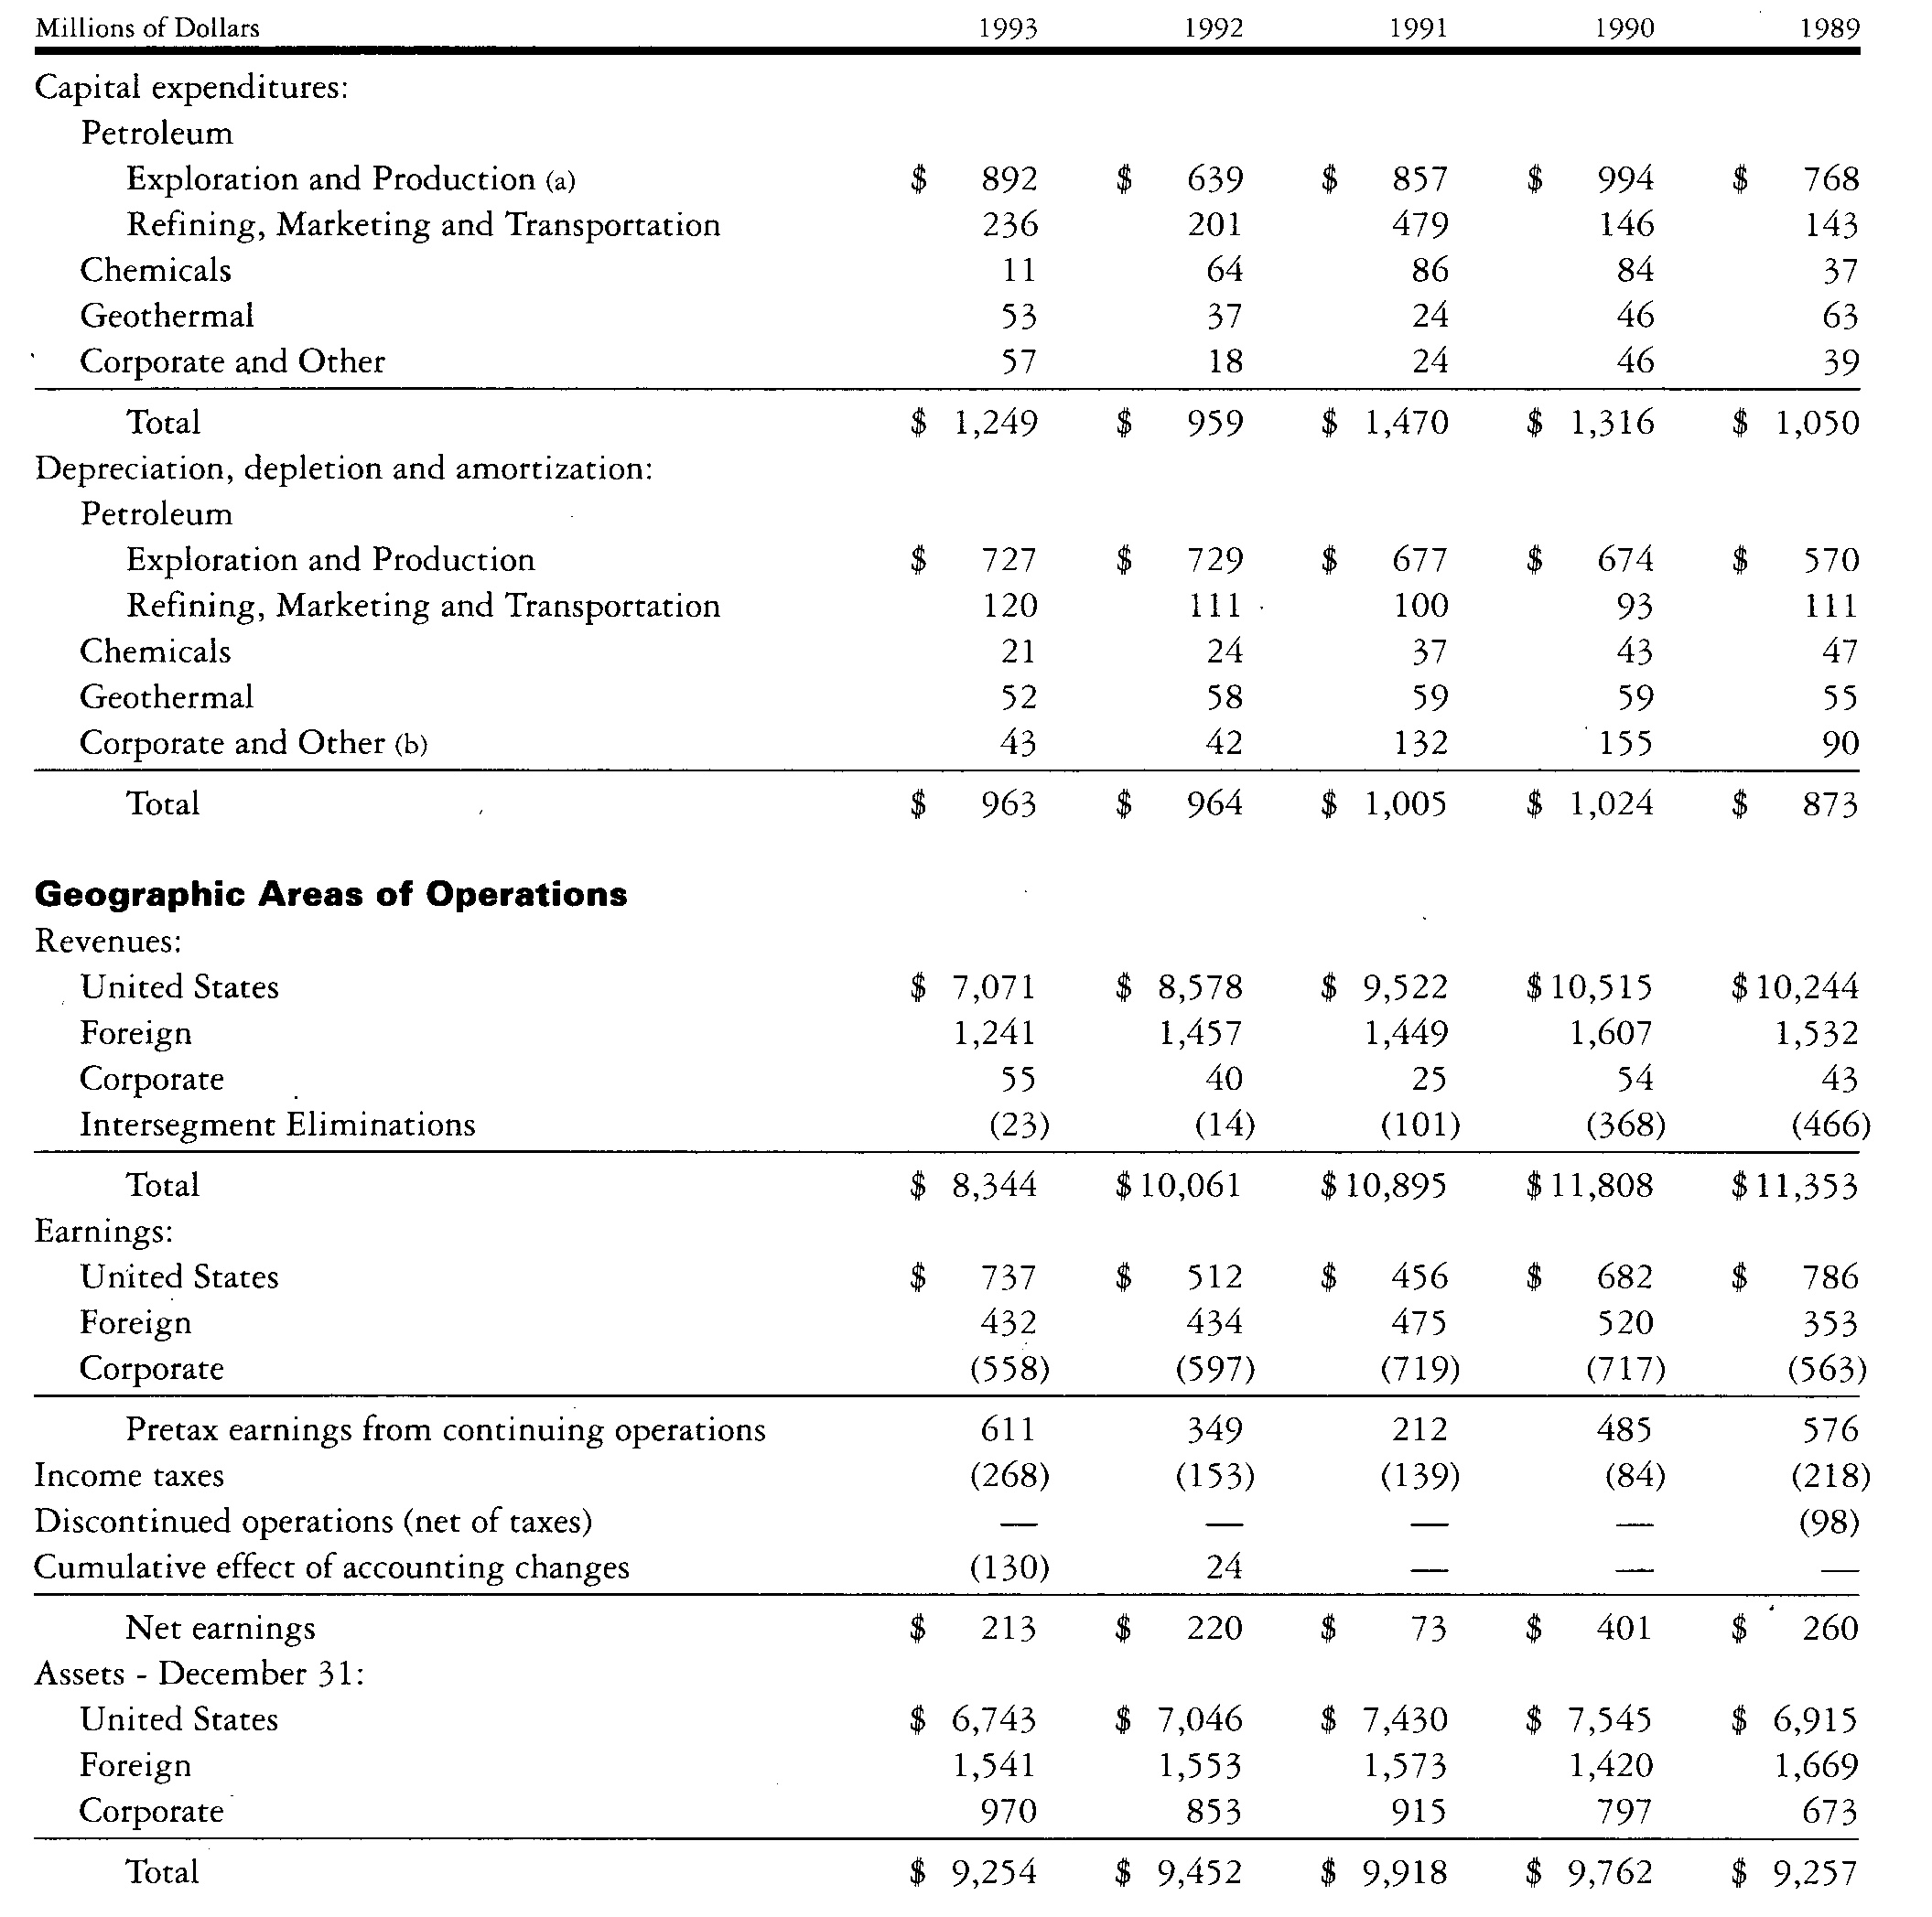 Millions of Dollars 1993 1992 1991 1990 1989
Capital expenditures:
Petroleum
Exploration and Production (a) $ 892 $ 639 $ 857 $ 994 $ 768
Refining, Marketing and Transportation 236 201 479 146 143
Chemicals 11 64 86 84 37
Geothermal 53 37 24 46 63
Corporate and Other 57 18 24 46 39
Total $ 1,249 $ 959 $ 1,470 $ 1,316 $ 1,050
Depreciation, depletion and amortization:
Petroleum
Exploration and Production $ 727 $ 729 $ 677 $ 674 $ 570
Refining, Marketing and Transportation 120 111 100 93 111
Chemicals 21 24 37 43 47
Geothermal 52 58 59 59 55
Corporate and Other (b) 43 42 132 155 90
Total $ 963 $ 964 $ 1,005 $ 1,024 $ 873
Geographic Areas of Operations
Revenues:
United States $ 7,071 $ 8,578 $ 9,522 $ 10,515 $ 10,244
Foreign 1,241 1,457 1,449 1,607 1,532
Corporate 55 40 25 54 43
Intersegment Eliminations (23) (14) (101) (368) (466)
Total $ 8,344 $ 10,061 $ 10,895 $ 11,808 $ 11,353
Earnings:
United States $ 737 $ 512 $ 456 $ 682 $ 786
Foreign 432 434 475 520 353
Corporate (558) (597) (719) (717) (563)
Pretax earnings from continuing operations 611 349 212 485 576
Income taxes (268) (153) (139) (84) (218)
Discontinued operations (net of taxes) — — — — (98)
Cumulative effect of accounting changes (130) 24 — — —
Net earnings $ 213 $ 220 $ 73 $ 401 $ 260
Assets - December 31:
United States $ 6,743 $ 7,046 $ 7,430 $ 7,545 $ 6,915
Foreign 1,541 1,553 1,573 1,420 1,669
Corporate 970 853 915 797 673
Total $ 9,254 $ 9,452 $ 9,918 $ 9,762 $ 9,257